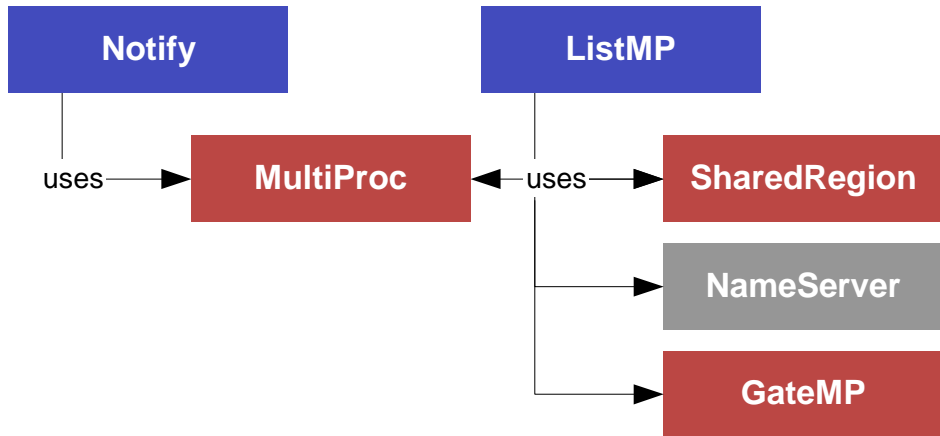 Notify
ListMP
uses
MultiProc
uses
SharedRegion
NameServer
GateMP